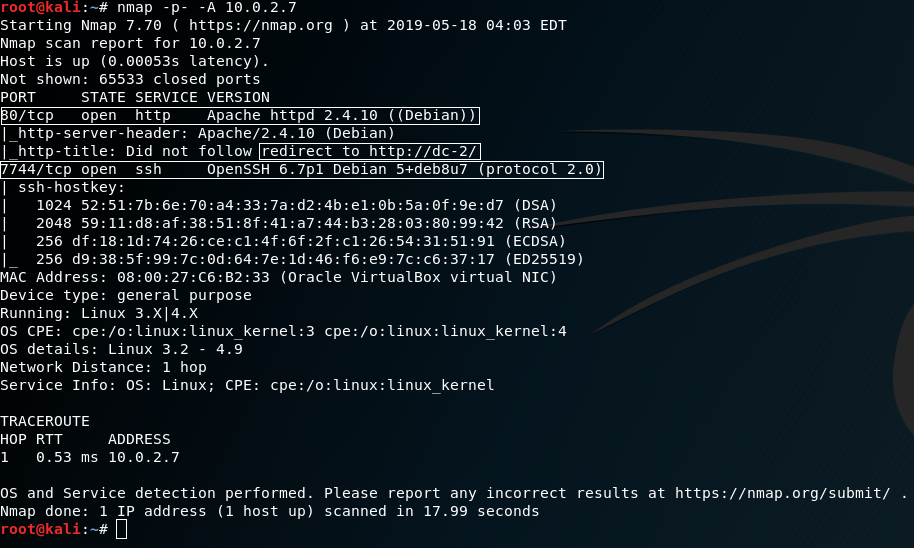 root@kali:~# nmap -p- -A 10.0.2.7
Starting Nmap 7.70 ( https://nmap.org ) at 2019-05-18 04:03 EDT
Nmap scan report for 10.0.2.7
Host is up (0.00053s latency).
Not shown: 65533 closed ports
PORT     STATE SERVICE VERSION
80/tcp   open  http    Apache httpd 2.4.10 ((Debian))
|_http-server-header: Apache/2.4.10 (Debian)
|_http-title: Did not follow redirect to http://dc-2/
7744/tcp open  ssh     OpenSSH 6.7p1 Debian 5+deb8u7 (protocol 2.0)
| ssh-hostkey:
|   1024 52:51:7b:6e:70:a4:33:7a:d2:4b:e1:0b:5a:0f:9e:d7 (DSA)
|   2048 59:11:d8:af:38:51:8f:41:a7:44:b3:28:03:80:99:42 (RSA)
|   256 df:18:1d:74:26:ce:c1:4f:6f:2f:c1:26:54:31:51:91 (ECDSA)
|_  256 d9:38:5f:99:7c:0d:64:7e:1d:46:f6:e9:7c:c6:37:17 (ED25519)
MAC Address: 08:00:27:C6:B2:33 (Oracle VirtualBox virtual NIC)
Device type: general purpose
Running: Linux 3.X|4.X
OS CPE: cpe:/o:linux:linux_kernel:3 cpe:/o:linux:linux_kernel:4
OS details: Linux 3.2 - 4.9
Network Distance: 1 hop
Service Info: OS: Linux; CPE: cpe:/o:linux:linux_kernel
TRACEROUTE
HOP RTT     ADDRESS
1   0.53 ms 10.0.2.7
OS and Service detection performed. Please report any incorrect results at https://nmap.org/submit/ .
Nmap done: 1 IP address (1 host up) scanned in 17.99 seconds
root@kali:~#